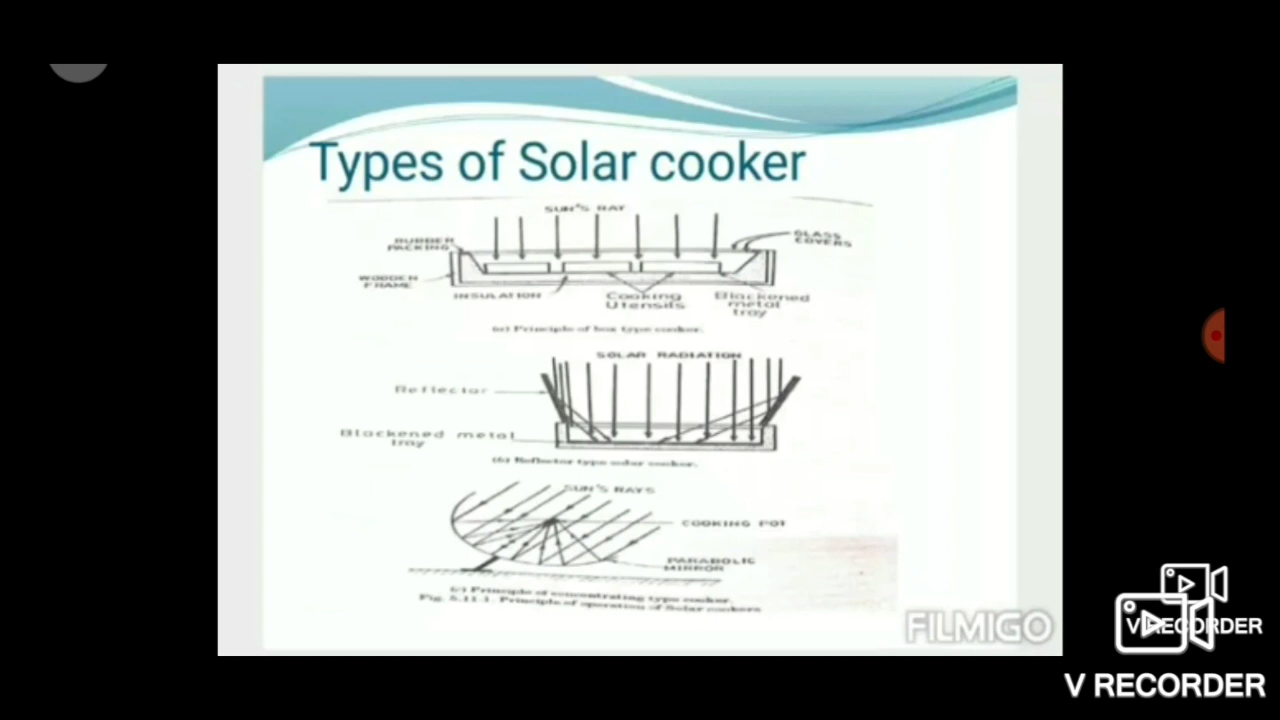 Types of Solar cooker
SUN'S RAY
RUBBER
PACKING
GLASS
COVERS
WOODEN
FRAME
INSULATION
Cooking
Utensils
Blackened
metal
tray
(a) Principle of box type cooker.
SOLAR RADIATION
Reflector
Blackened metal
tray
(b) Reflector type solar cooker.
SUN'S RAYS
COOKING POT
PARABOLIC
MIRROR
(c) Principle of concentrating type cooker.
Fig. 5.11.1. Principle of operation of Solar cookers
FILMIGO
V RECORDER
V RECORDER